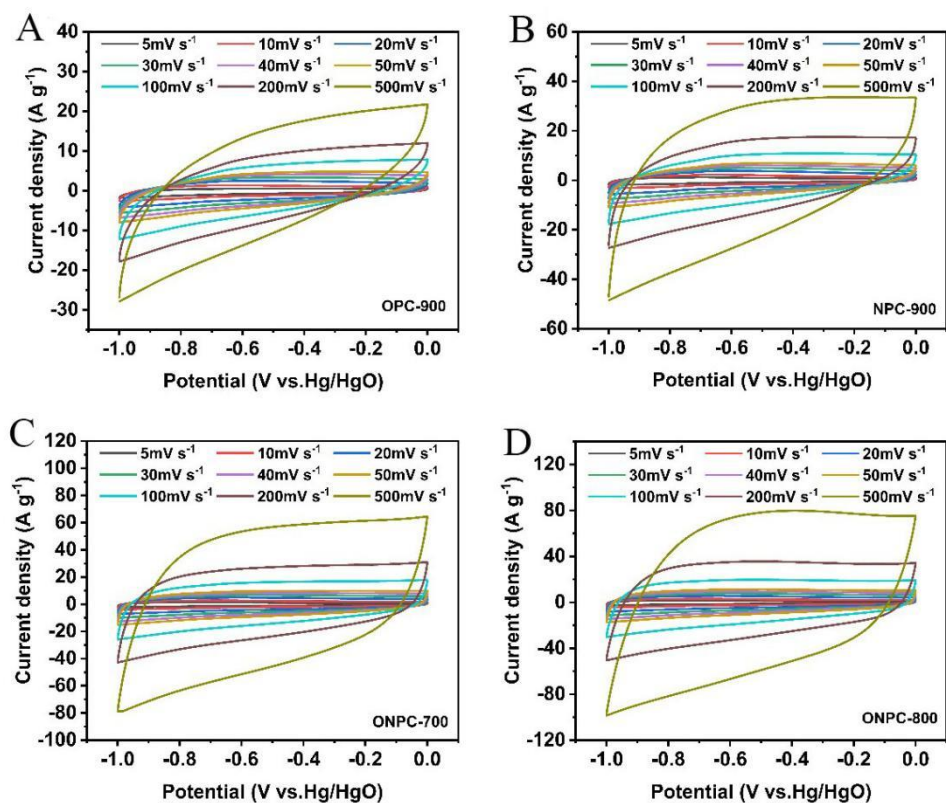 A
5mV s⁻¹ 10mV s⁻¹ 20mV s⁻¹
30mV s⁻¹ 40mV s⁻¹ 50mV s⁻¹
100mV s⁻¹ 200mV s⁻¹ 500mV s⁻¹
40
30
20
10
0
-10
-20
-30
Current density (A g⁻¹)
OPC-900
-1.0 -0.8 -0.6 -0.4 -0.2 0.0
Potential (V vs.Hg/HgO)
B
5mV s⁻¹ 10mV s⁻¹ 20mV s⁻¹
30mV s⁻¹ 40mV s⁻¹ 50mV s⁻¹
100mV s⁻¹ 200mV s⁻¹ 500mV s⁻¹
60
40
20
0
-20
-40
-60
Current density (A g⁻¹)
NPC-900
-1.0 -0.8 -0.6 -0.4 -0.2 0.0
Potential (V vs.Hg/HgO)
C
5mV s⁻¹ 10mV s⁻¹ 20mV s⁻¹
30mV s⁻¹ 40mV s⁻¹ 50mV s⁻¹
100mV s⁻¹ 200mV s⁻¹ 500mV s⁻¹
120
100
80
60
40
20
0
-20
-40
-60
-80
-100
Current density (A g⁻¹)
ONPC-700
-1.0 -0.8 -0.6 -0.4 -0.2 0.0
Potential (V vs.Hg/HgO)
D
5mV s⁻¹ 10mV s⁻¹ 20mV s⁻¹
30mV s⁻¹ 40mV s⁻¹ 50mV s⁻¹
100mV s⁻¹ 200mV s⁻¹ 500mV s⁻¹
120
80
40
0
-40
-80
-120
Current density (A g⁻¹)
ONPC-800
-1.0 -0.8 -0.6 -0.4 -0.2 0.0
Potential (V vs.Hg/HgO)